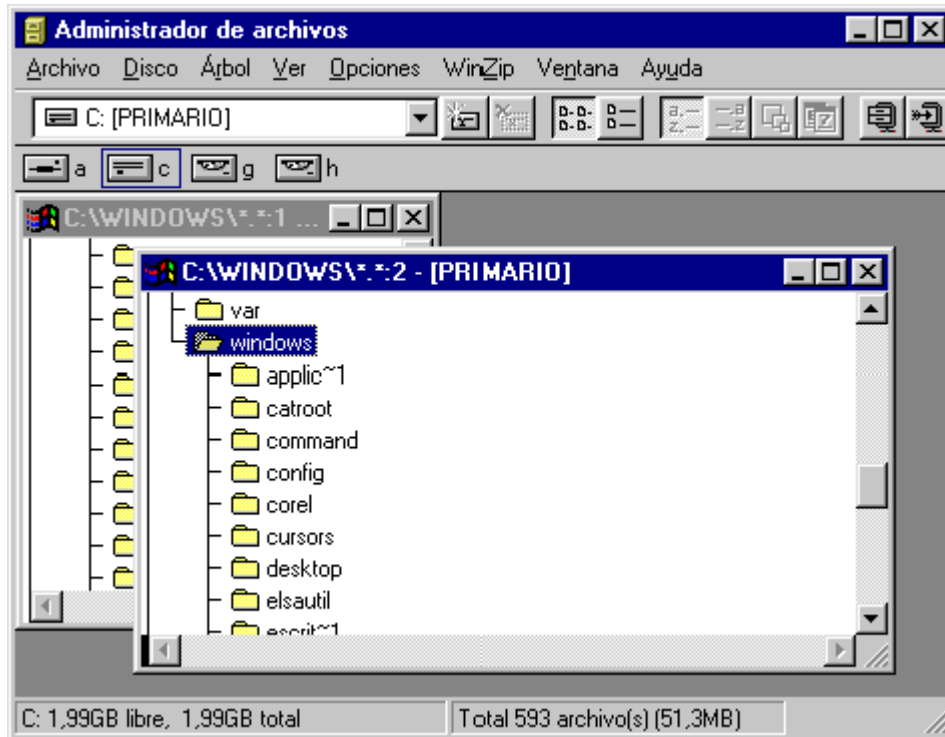 Administrador de archivos
Archivo Disco Árbol Ver Opciones WinZip Ventana Ayuda
C: [PRIMARIO]
a c g h
C:\WINDOWS\*.*:1 ...
C:\WINDOWS\*.*:2 - [PRIMARIO]
var
windows
applic~1
catroot
command
config
corel
cursors
desktop
elsautil
escrit~1
C: 1,99GB libre, 1,99GB total Total 593 archivo(s) (51,3MB)